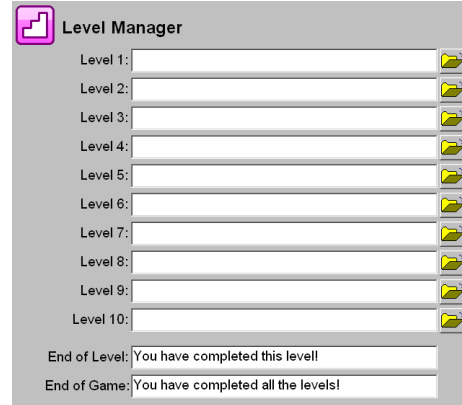 Level Manager
Level 1:
Level 2:
Level 3:
Level 4:
Level 5:
Level 6:
Level 7:
Level 8:
Level 9:
Level 10:
End of Level: You have completed this level!
End of Game: You have completed all the levels!